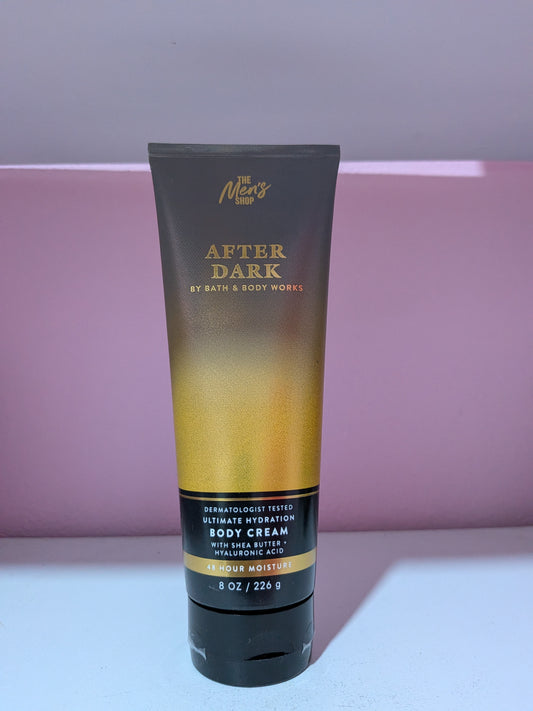 THE
Men's
SHOP
AFTER
DARK
BY BATH & BODY WORKS
DERMATOLOGIST TESTED
ULTIMATE HYDRATION
BODY CREAM
WITH SHEA BUTTER +
HYALURONIC ACID
48 HOUR MOISTURE
8 OZ / 226 g